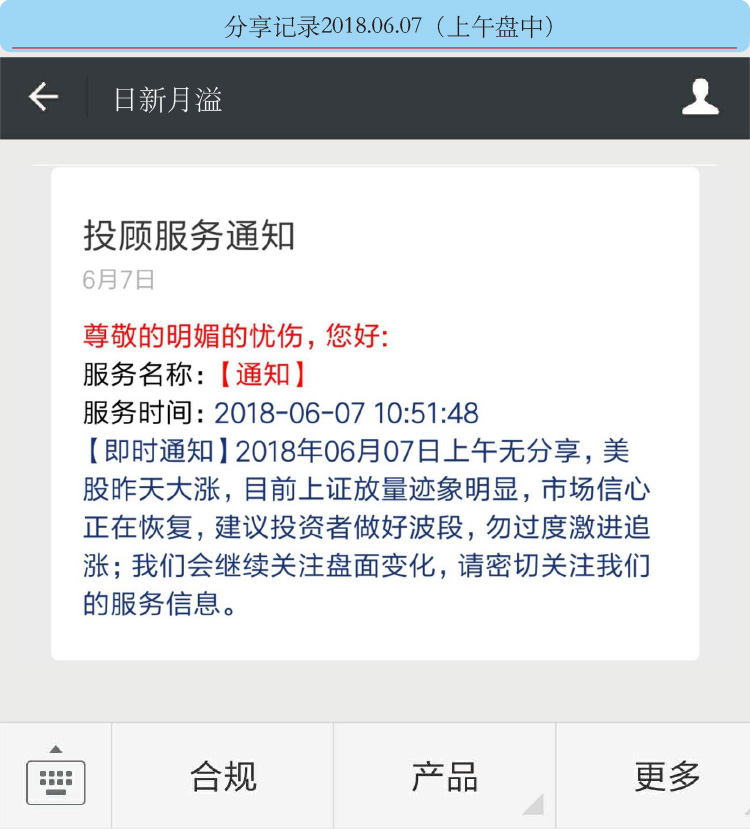 分享记录2018.06.07（上午盘中）
日新月溢
投顾服务通知
6月7日
尊敬的明媚的忧伤，您好:
服务名称：【通知】
服务时间：2018-06-07 10:51:48
【即时通知】2018年06月07日上午无分享，美
股昨天大涨，目前上证放量迹象明显，市场信心
正在恢复，建议投资者做好波段，勿过度激进追
涨；我们会继续关注盘面变化，请密切关注我们
的服务信息。
合规
产品
更多